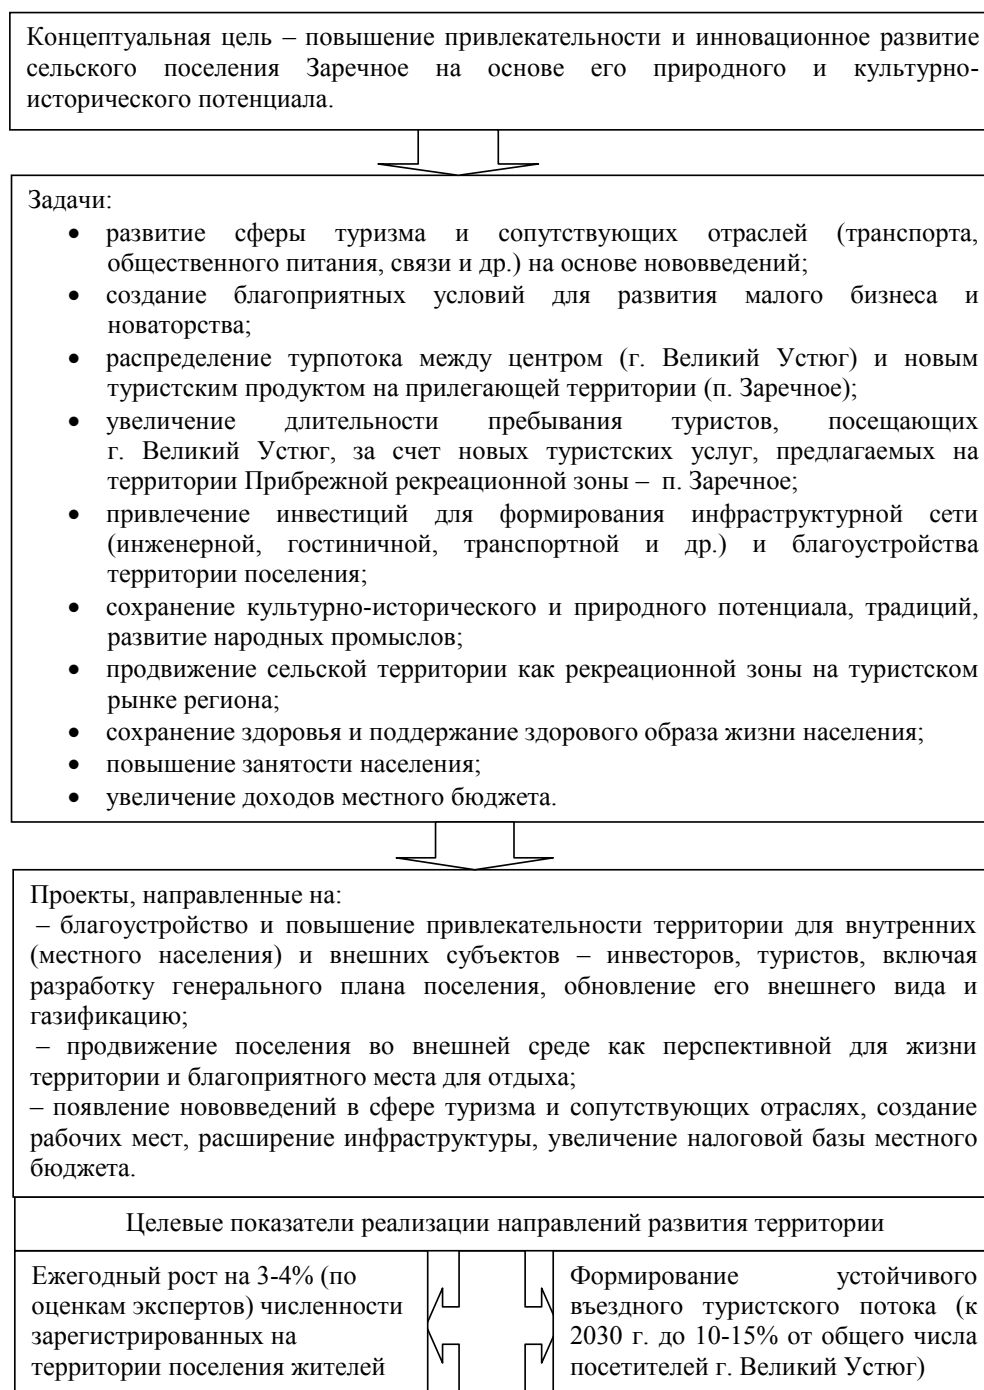 Концептуальная цель – повышение привлекательности и инновационное развитие
сельского поселения Заречное на основе его природного и культурно-
исторического потенциала.
Задачи:
• развитие сферы туризма и сопутствующих отраслей (транспорта,
общественного питания, связи и др.) на основе нововведений;
• создание благоприятных условий для развития малого бизнеса и
новаторства;
• распределение турпотока между центром (г. Великий Устюг) и новым
туристским продуктом на прилегающей территории (п. Заречное);
• увеличение длительности пребывания туристов, посещающих
г. Великий Устюг, за счет новых туристских услуг, предлагаемых на
территории Прибрежной рекреационной зоны – п. Заречное;
• привлечение инвестиций для формирования инфраструктурной сети
(инженерной, гостиничной, транспортной и др.) и благоустройства
территории поселения;
• сохранение культурно-исторического и природного потенциала, традиций,
развитие народных промыслов;
• продвижение сельской территории как рекреационной зоны на туристском
рынке региона;
• сохранение здоровья и поддержание здорового образа жизни населения;
• повышение занятости населения;
• увеличение доходов местного бюджета.
Проекты, направленные на:
– благоустройство и повышение привлекательности территории для внутренних
(местного населения) и внешних субъектов – инвесторов, туристов, включая
разработку генерального плана поселения, обновление его внешнего вида и
газификацию;
– продвижение поселения во внешней среде как перспективной для жизни
территории и благоприятного места для отдыха;
– появление нововведений в сфере туризма и сопутствующих отраслях, создание
рабочих мест, расширение инфраструктуры, увеличение налоговой базы местного
бюджета.
Целевые показатели реализации направлений развития территории
Ежегодный рост на 3-4% (по
оценкам экспертов) численности
зарегистрированных на
территории поселения жителей
Формирование устойчивого
въездного туристского потока (к
2030 г. до 10-15% от общего числа
посетителей г. Великий Устюг)